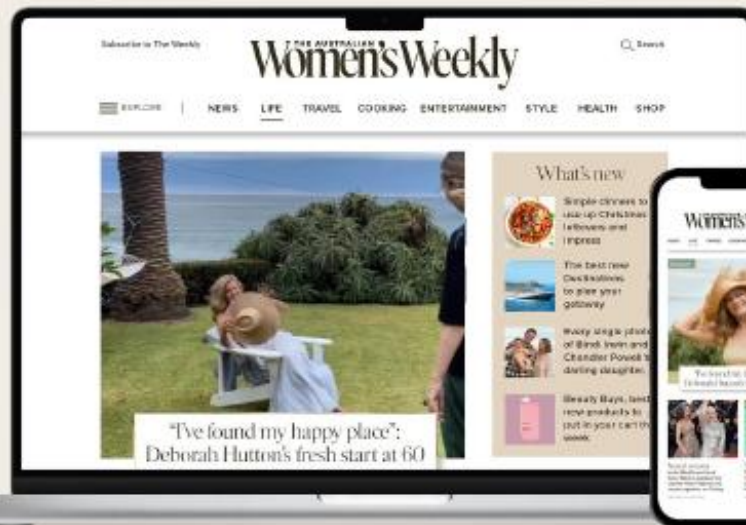 Subscribe to The Weekly
THE AUSTRALIAN
Women's Weekly
Search
EXPLORE
NEWS
LIFE
TRAVEL
COOKING
ENTERTAINMENT
STYLE
HEALTH
SHOP
"I've found my happy place":
Deborah Hutton's fresh start at 60
What's new
Simple dinners to
use up Christmas
leftovers and
impress
The best new
Destinations
to plan your
getaway
Every single photo
of Bindi Irwin and
Chandler Powell's
darling daughter
Beauty Buys, best
new products to
put in your cart th
week
Women's